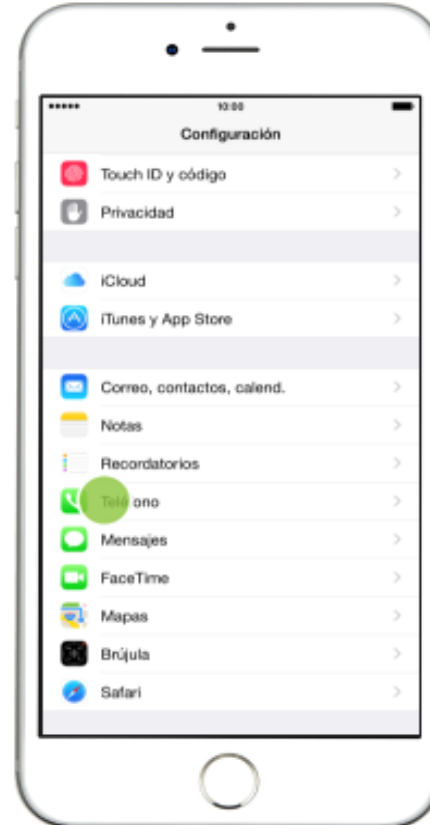 10:00
Configuración
Touch ID y código
Privacidad
iCloud
iTunes y App Store
Correo, contactos, calend.
Notas
Recordatorios
Teléfono
Mensajes
FaceTime
Mapas
Brújula
Safari